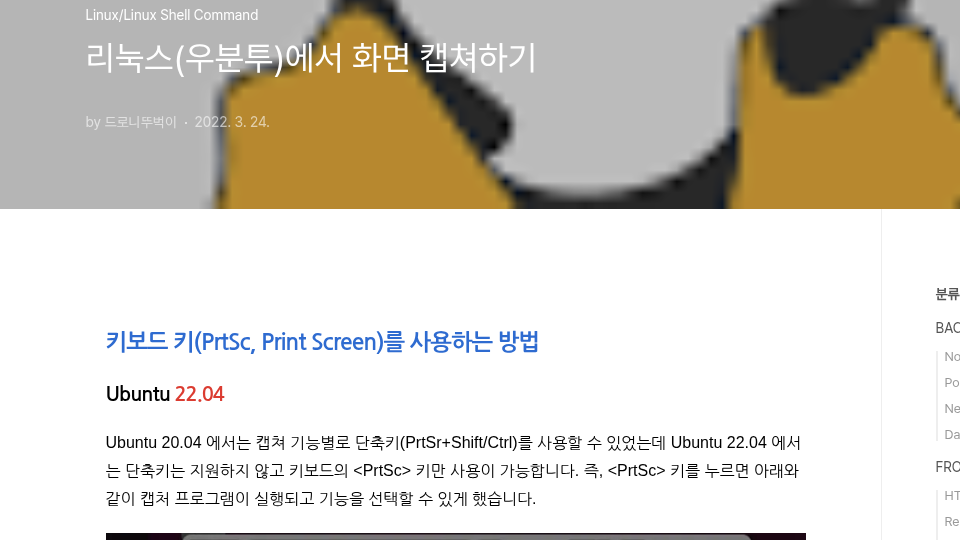 Linux/Linux Shell Command
리눅스(우분투)에서 화면 캡쳐하기
by 드로니뚜벅이 · 2022. 3. 24.
키보드 키(PrtSc, Print Screen)를 사용하는 방법
Ubuntu 22.04
Ubuntu 20.04 에서는 캡쳐 기능별로 단축키(PrtSr+Shift/Ctrl)를 사용할 수 있었는데 Ubuntu 22.04 에서
는 단축키는 지원하지 않고 키보드의 <PrtSc> 키만 사용이 가능합니다. 즉, <PrtSc> 키를 누르면 아래와
같이 캡처 프로그램이 실행되고 기능을 선택할 수 있게 했습니다.
분류
BAC
No
Po
Ne
Da
FRO
HT
Re